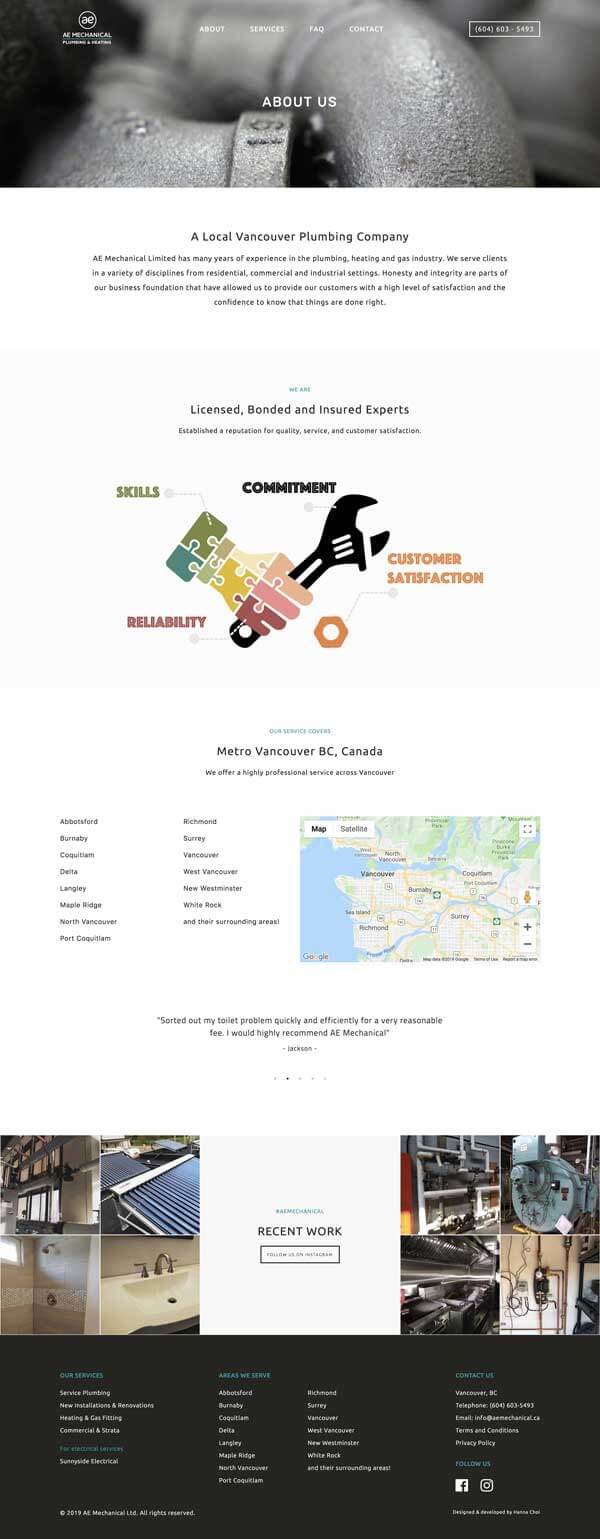 ae
AE MECHANICAL
PLUMBING & HEATING
ABOUT
SERVICES
FAQ
CONTACT
(604) 603 - 5493
ABOUT US
A Local Vancouver Plumbing Company
AE Mechanical Limited has many years of experience in the plumbing, heating and gas industry. We serve clients
in a variety of disciplines from residential, commercial and industrial settings. Honesty and integrity are parts of
our business foundation that have allowed us to provide our customers with a high level of satisfaction and the
confidence to know that things are done right.
WE ARE
Licensed, Bonded and Insured Experts
Established a reputation for quality, service, and customer satisfaction.
SKILLS
COMMITMENT
CUSTOMER
SATISFACTION
RELIABILITY
OUR SERVICE COVERS
Metro Vancouver BC, Canada
We offer a highly professional service across Vancouver
Abbotsford
Burnaby
Coquitlam
Delta
Langley
Maple Ridge
North Vancouver
Port Coquitlam
Richmond
Surrey
Vancouver
West Vancouver
New Westminster
White Rock
and their surrounding areas!
Map
Satellite
Provincial
Park
Pinecone
Burke
Provincial
Park
West
Vancouver
North
Vancouver
Belcarra
Vancouver
Coquitlam
Port Coquitlam
Burnaby
Sea Island
Surrey
Richmond
Delta
Google
Map data ©2019 Google
Terms of Use
Report a map error
"Sorted out my toilet problem quickly and efficiently for a very reasonable
fee. I would highly recommend AE Mechanical"
- Jackson -
#AEMECHANICAL
RECENT WORK
FOLLOW US ON INSTAGRAM
OUR SERVICES
Service Plumbing
New Installations & Renovations
Heating & Gas Fitting
Commercial & Strata
For electrical services
Sunnyside Electrical
AREAS WE SERVE
Abbotsford
Burnaby
Coquitlam
Delta
Langley
Maple Ridge
North Vancouver
Port Coquitlam
Richmond
Surrey
Vancouver
West Vancouver
New Westminster
White Rock
and their surrounding areas!
CONTACT US
Vancouver, BC
Telephone: (604) 603-5493
Email: info@aemechanical.ca
Terms and Conditions
Privacy Policy
FOLLOW US
© 2019 AE Mechanical Ltd. All rights reserved.
Designed & developed by Hanna Choi